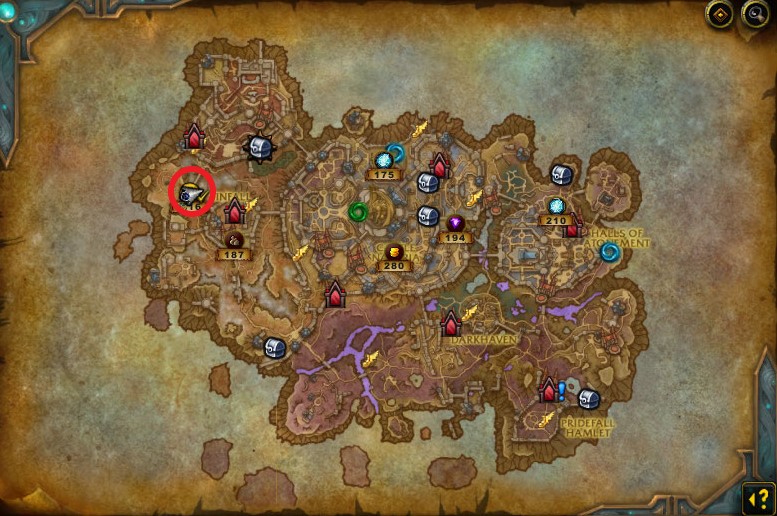 175
210
HALLS OF
ATONEMENT
194
187
280
DARKHAVEN
PRIDEFALL
HAMLET
?